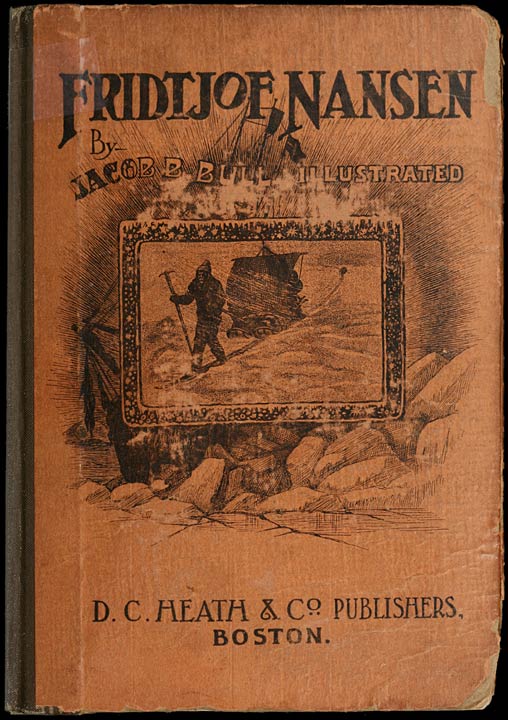 FRIDTJOF NANSEN
By
JACOB B. BULL ILLUSTRATED
D. C. HEATH & Co PUBLISHERS,
BOSTON.